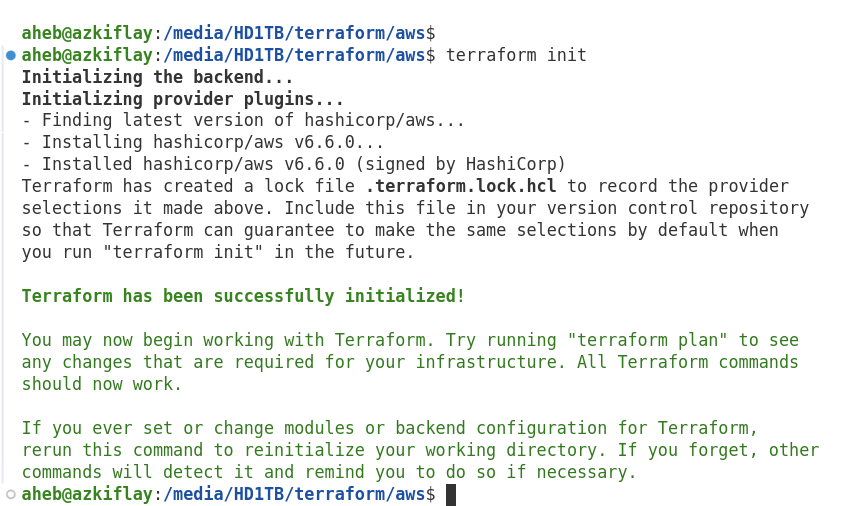 aheb@azkiflay:/media/HD1TB/terraform/aws$
aheb@azkiflay:/media/HD1TB/terraform/aws$ terraform init
Initializing the backend...
Initializing provider plugins...
- Finding latest version of hashicorp/aws...
- Installing hashicorp/aws v6.6.0...
- Installed hashicorp/aws v6.6.0 (signed by HashiCorp)
Terraform has created a lock file .terraform.lock.hcl to record the provider
selections it made above. Include this file in your version control repository
so that Terraform can guarantee to make the same selections by default when
you run "terraform init" in the future.

Terraform has been successfully initialized!

You may now begin working with Terraform. Try running "terraform plan" to see
any changes that are required for your infrastructure. All Terraform commands
should now work.

If you ever set or change modules or backend configuration for Terraform,
rerun this command to reinitialize your working directory. If you forget, other
commands will detect it and remind you to do so if necessary.
aheb@azkiflay:/media/HD1TB/terraform/aws$